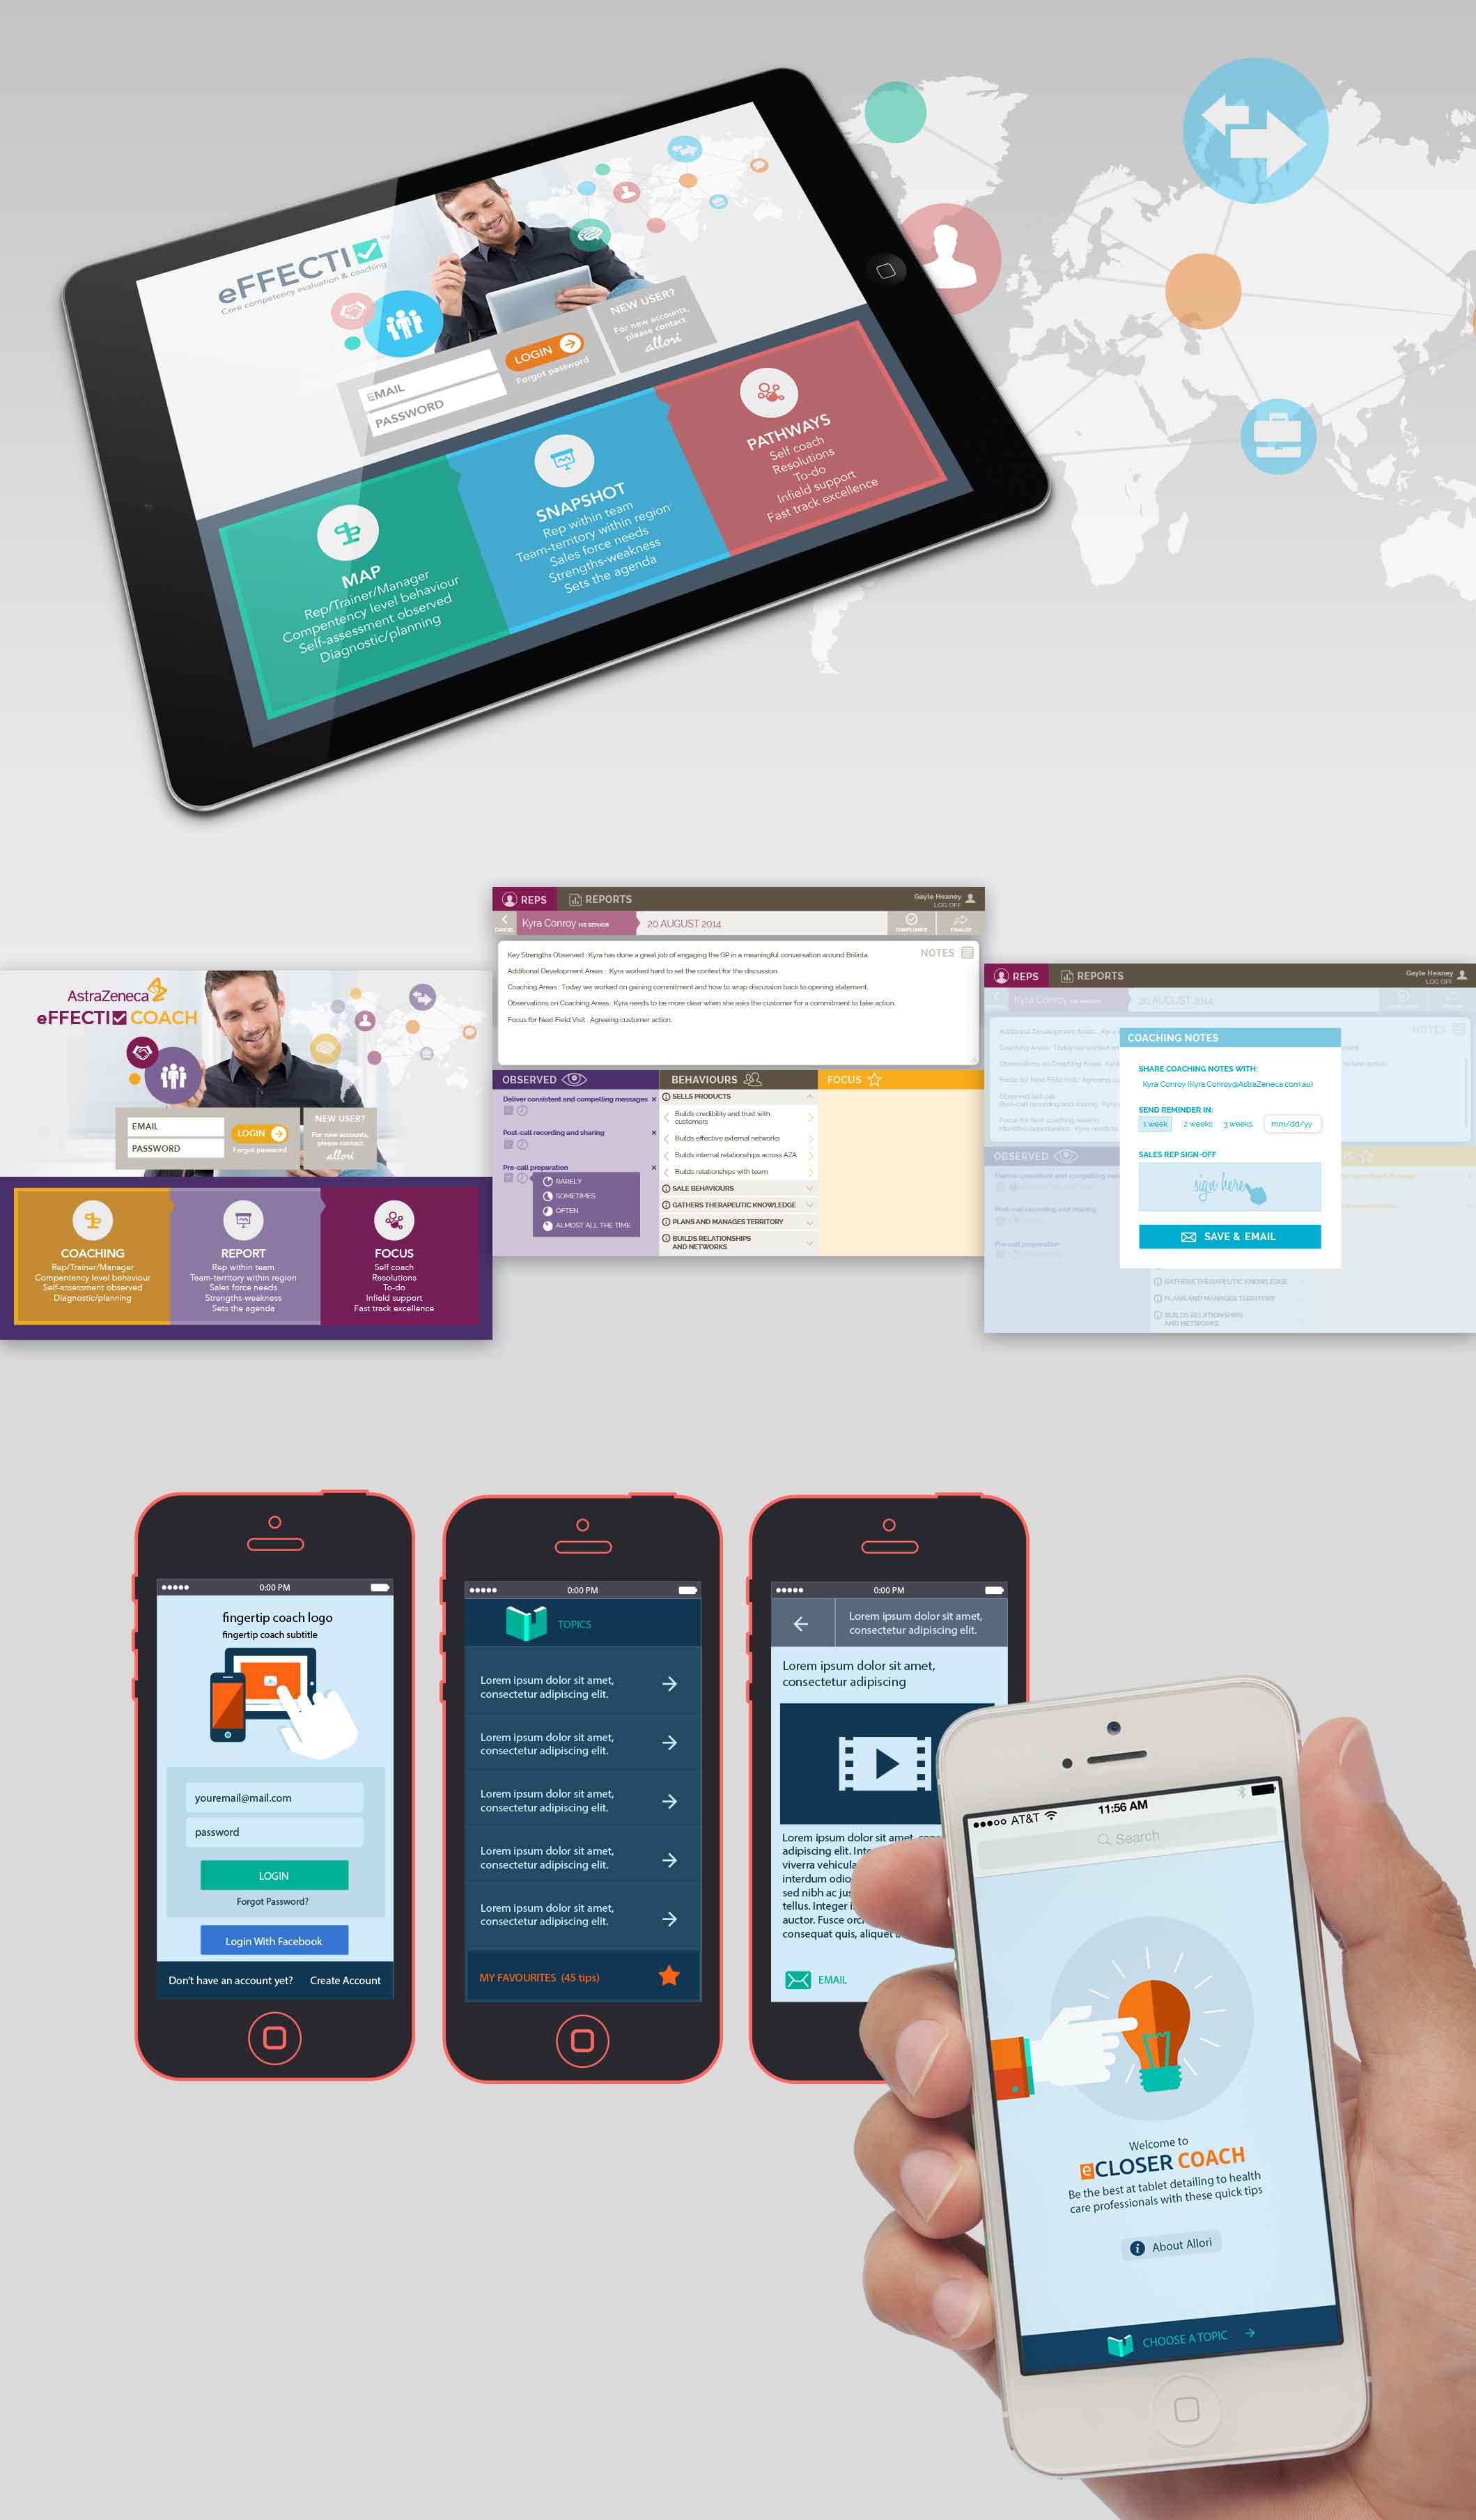 eFFECTIV™
Core competency evaluation & coaching
EMAIL
PASSWORD
LOGIN
Forgot password
NEW USER?
For new accounts,
please contact
allori
MAP
Rep/Trainer/Manager
Compentency level behaviour
Self-assessment observed
Diagnostic/planning
SNAPSHOT
Rep within team
Team-territory within region
Sales force needs
Strengths-weakness
Sets the agenda
PATHWAYS
Self coach
Resolutions
To-do
Infield support
Fast track excellence
AstraZeneca
eFFECTIV COACH
EMAIL
PASSWORD
LOGIN
Forgot password
NEW USER?
For new accounts,
please contact
allori
COACHING
Rep/Trainer/Manager
Compentency level behaviour
Self-assessment observed
Diagnostic/planning
REPORT
Rep within team
Team-territory within region
Sales force needs
Strengths-weakness
Sets the agenda
FOCUS
Self coach
Resolutions
To-do
Infield support
Fast track excellence
REPS
REPORTS
Gayle Heaney
LOG OFF
CANCEL
Kyra Conroy HS SENIOR
20 AUGUST 2014
COMPLIANCE
FINALISE
NOTES
Key Strengths Observed : Kyra has done a great job of engaging the GP in a meaningful conversation around Brilinta.
Additional Development Areas : Kyra worked hard to set the context for the discussion.
Coaching Areas : Today we worked on gaining commitment and how to wrap discussion back to opening statement.
Observations on Coaching Areas : Kyra needs to be more clear when she asks the customer for a commitment to take action.
Focus for Next Field Visit : Agreeing customer action.
OBSERVED
Deliver consistent and compelling messages ×
Post-call recording and sharing ×
Pre-call preparation ×
RARELY
SOMETIMES
OFTEN
ALMOST ALL THE TIME
BEHAVIOURS
SELLS PRODUCTS
Builds credibility and trust with
customers
Builds effective external networks
Builds internal relationships across AZA
Builds relationships with team
SALE BEHAVIOURS
GATHERS THERAPEUTIC KNOWLEDGE
PLANS AND MANAGES TERRITORY
BUILDS RELATIONSHIPS
AND NETWORKS
FOCUS
REPS
REPORTS
Gayle Heaney
LOG OFF
Kyra Conroy HS SENIOR
20 AUGUST 2014
NOTES
OBSERVED
Post-call recording and sharing
Pre-call preparation
GATHERS THERAPEUTIC KNOWLEDGE
PLANS AND MANAGES TERRITORY
BUILDS RELATIONSHIPS
AND NETWORKS
COACHING NOTES
SHARE COACHING NOTES WITH:
Kyra Conroy (Kyra.Conroy@AstraZeneca.com.au)
SEND REMINDER IN:
1 week 2 weeks 3 weeks mm/dd/yy
SALES REP SIGN-OFF
sign here
SAVE & EMAIL
0:00 PM
fingertip coach logo
fingertip coach subtitle
youremail@mail.com
password
LOGIN
Forgot Password?
Login With Facebook
Don't have an account yet? Create Account
0:00 PM
TOPICS
Lorem ipsum dolor sit amet,
consectetur adipiscing elit.
Lorem ipsum dolor sit amet,
consectetur adipiscing elit.
Lorem ipsum dolor sit amet,
consectetur adipiscing elit.
Lorem ipsum dolor sit amet,
consectetur adipiscing elit.
Lorem ipsum dolor sit amet,
consectetur adipiscing elit.
MY FAVOURITES (45 tips)
0:00 PM
Lorem ipsum dolor sit amet,
consectetur adipiscing elit.
Lorem ipsum dolor sit amet,
consectetur adipiscing
Lorem ipsum dolor sit amet,
adipiscing elit.
viverra vehicula
interdum odio
sed nibh ac
tellus. Integer
auctor. Fusce
consequat quis, aliquet
EMAIL
AT&T 11:56 AM
Search
Welcome to
eCLOSER COACH
Be the best at tablet detailing to health
care professionals with these quick tips
About Allori
CHOOSE A TOPIC